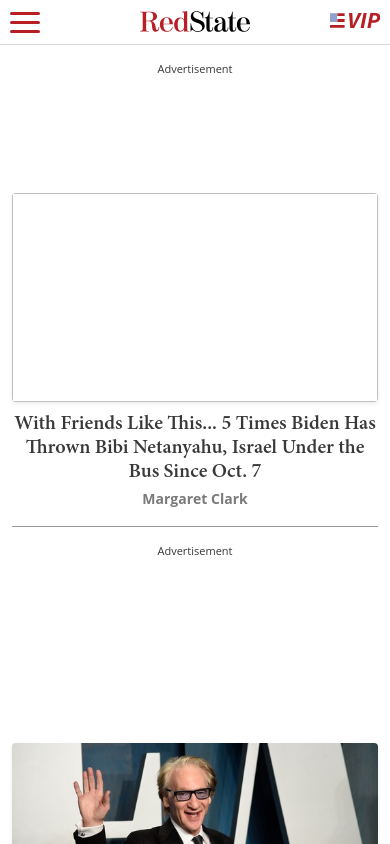 RedState
VIP
Advertisement
With Friends Like This... 5 Times Biden Has
Thrown Bibi Netanyahu, Israel Under the
Bus Since Oct. 7
Margaret Clark
Advertisement